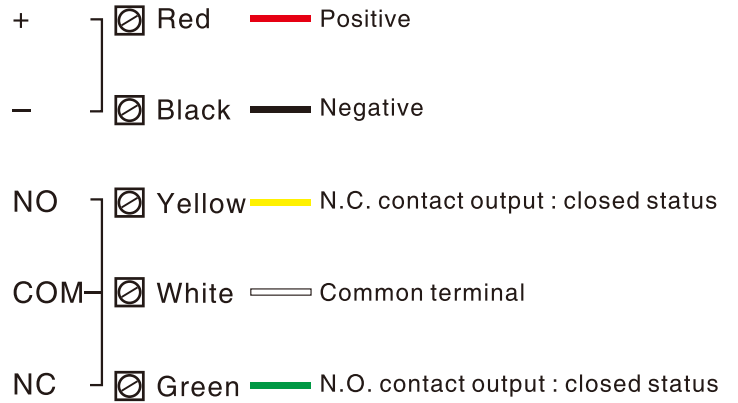 + Red Positive
– Black Negative
NO Yellow N.C. contact output : closed status
COM White Common terminal
NC Green N.O. contact output : closed status